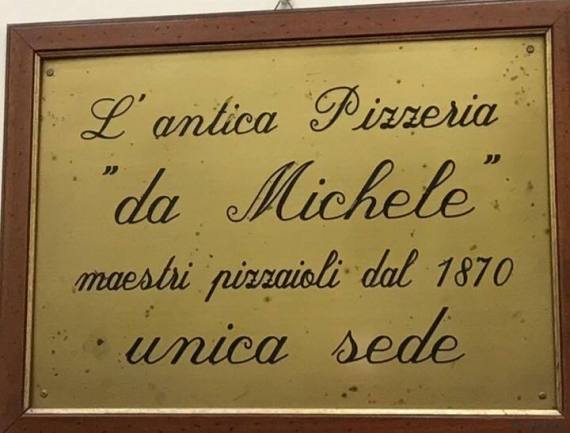 L'antica Pizzeria
"da Michele"
maestri pizzaioli dal 1870
unica sede